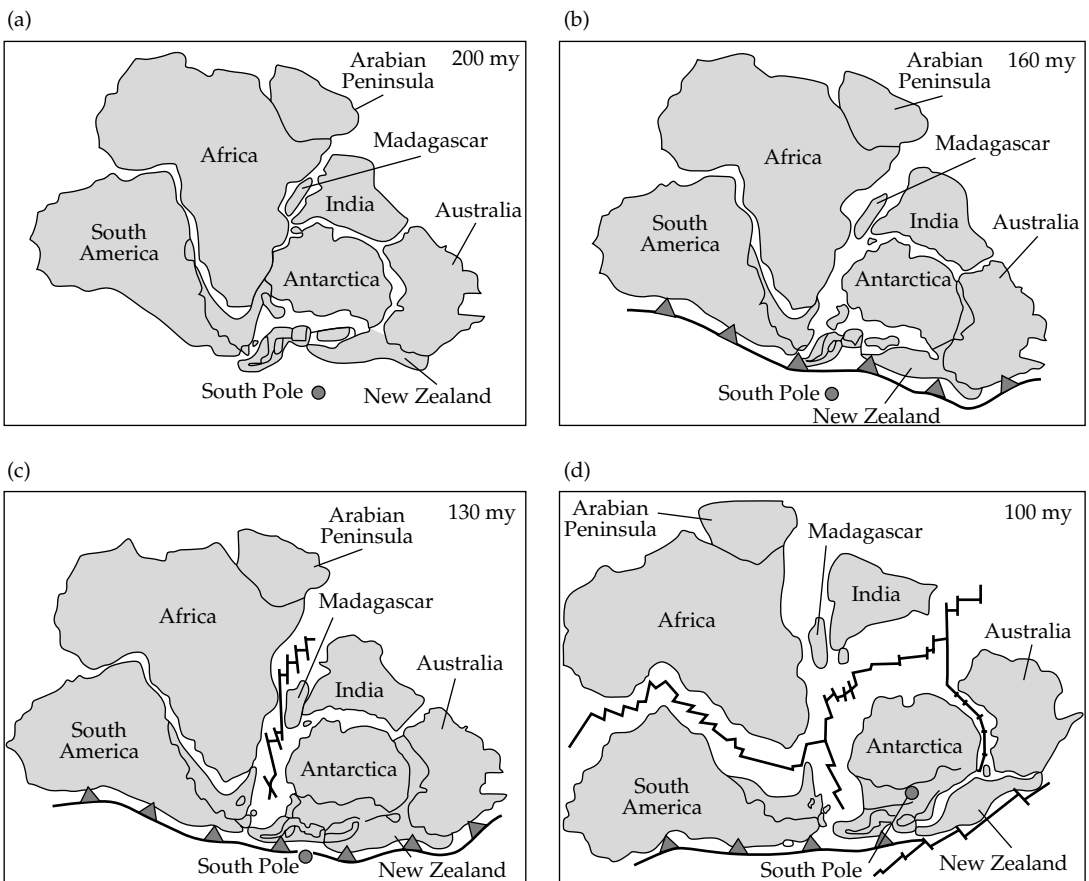 (a)
200 my
Arabian
Peninsula
Madagascar
Africa
India
Australia
South
America
Antarctica
South Pole
New Zealand
(b)
160 my
Arabian
Peninsula
Madagascar
Africa
India
Australia
South
America
Antarctica
South Pole
New Zealand
(c)
130 my
Arabian
Peninsula
Madagascar
Africa
Australia
India
South
America
Antarctica
South Pole
New Zealand
(d)
100 my
Arabian
Peninsula
Madagascar
India
Africa
Australia
Antarctica
South
America
South Pole
New Zealand